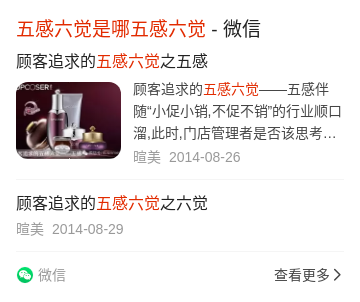 五感六觉是哪五感六觉 - 微信
顾客追求的五感六觉之五感
顾客追求的五感六觉——五感伴
随“小促小销,不促不销”的行业顺口
溜,此时,门店管理者是否该思考…
暄美 2014-08-26
顾客追求的五感六觉之六觉
暄美 2014-08-29
微信
查看更多